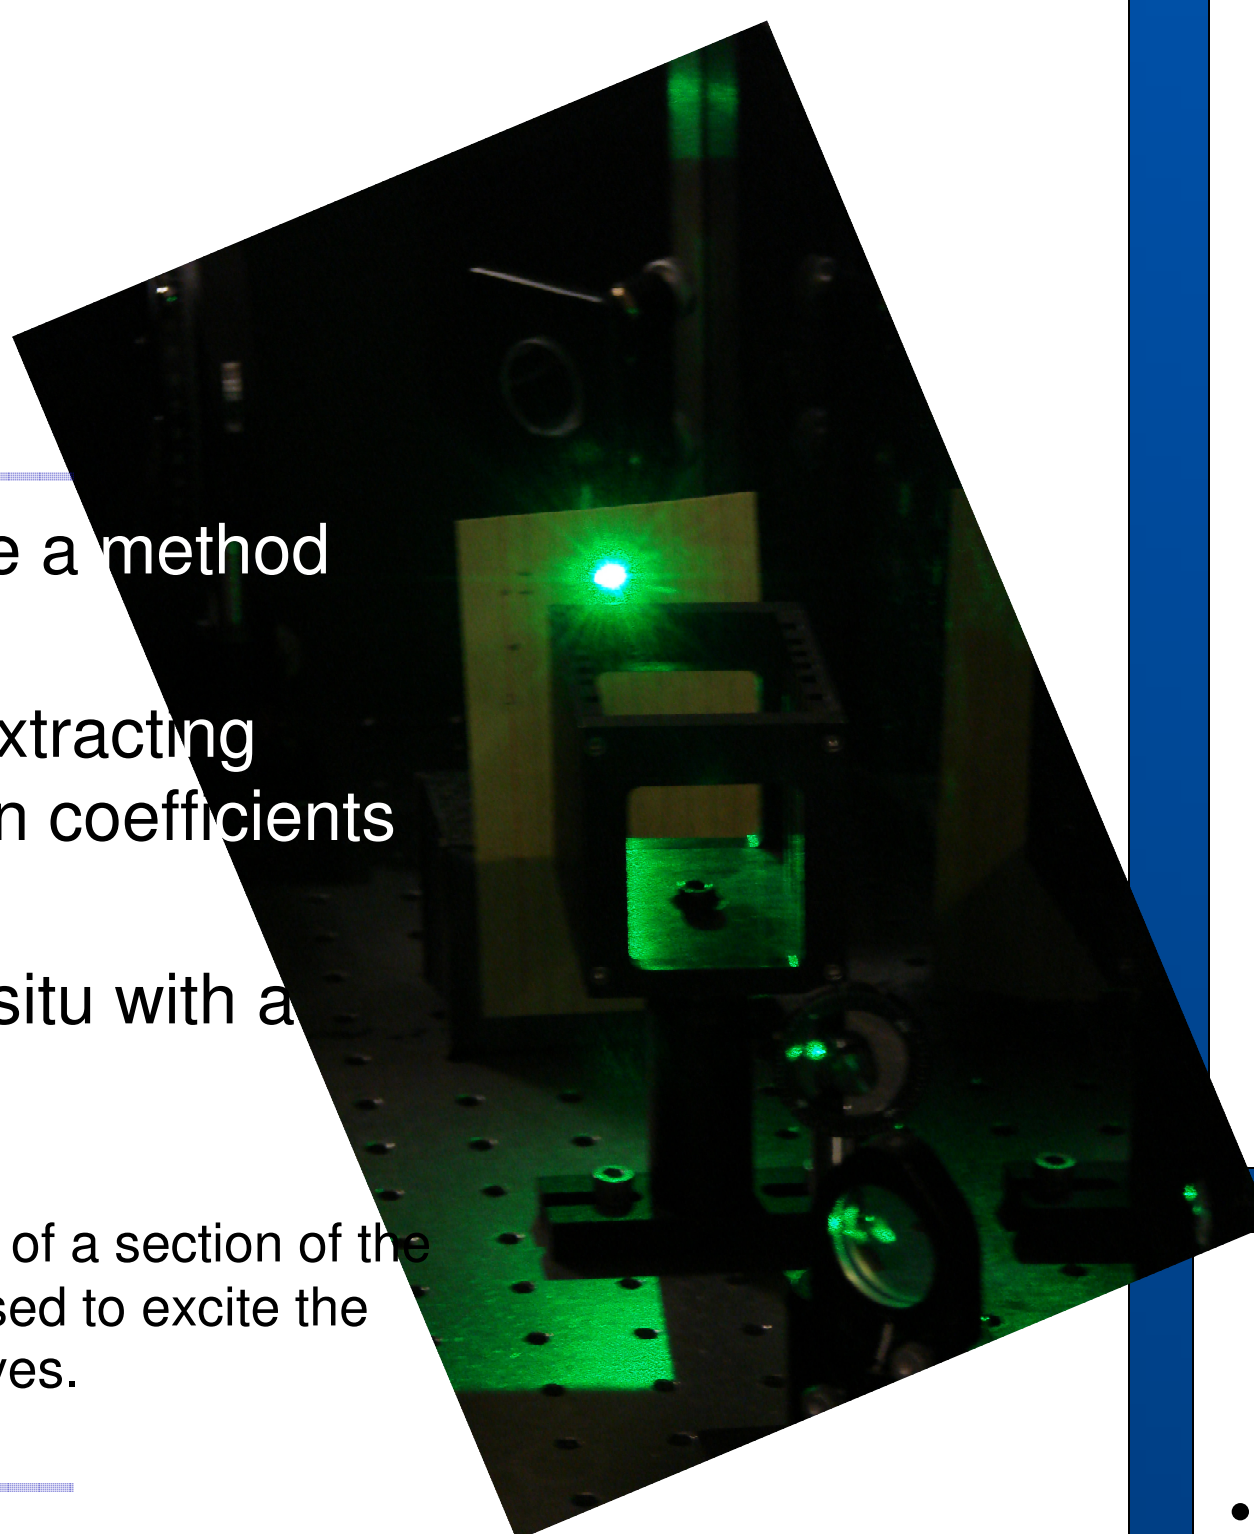 e a method
xtracting
n coefficients
situ with a
of a section of the
sed to excite the
ves.
•